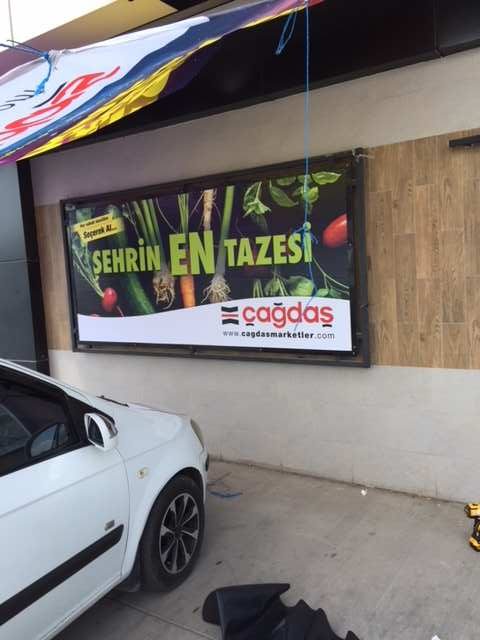 Seçerek Al...
ŞEHRİN EN TAZESİ
çağdaş
www.cagdasmarketler.com